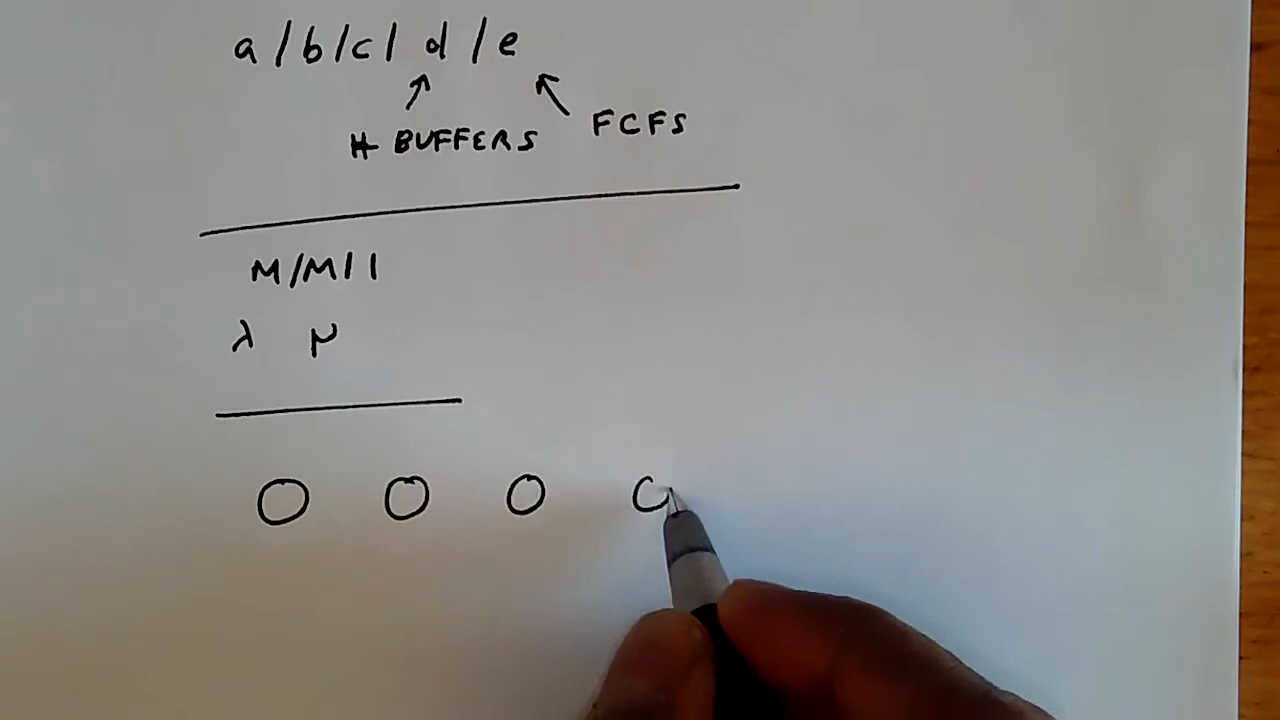 a/b/c/d/e
# BUFFERS
FCFS
M/M/1
λ μ